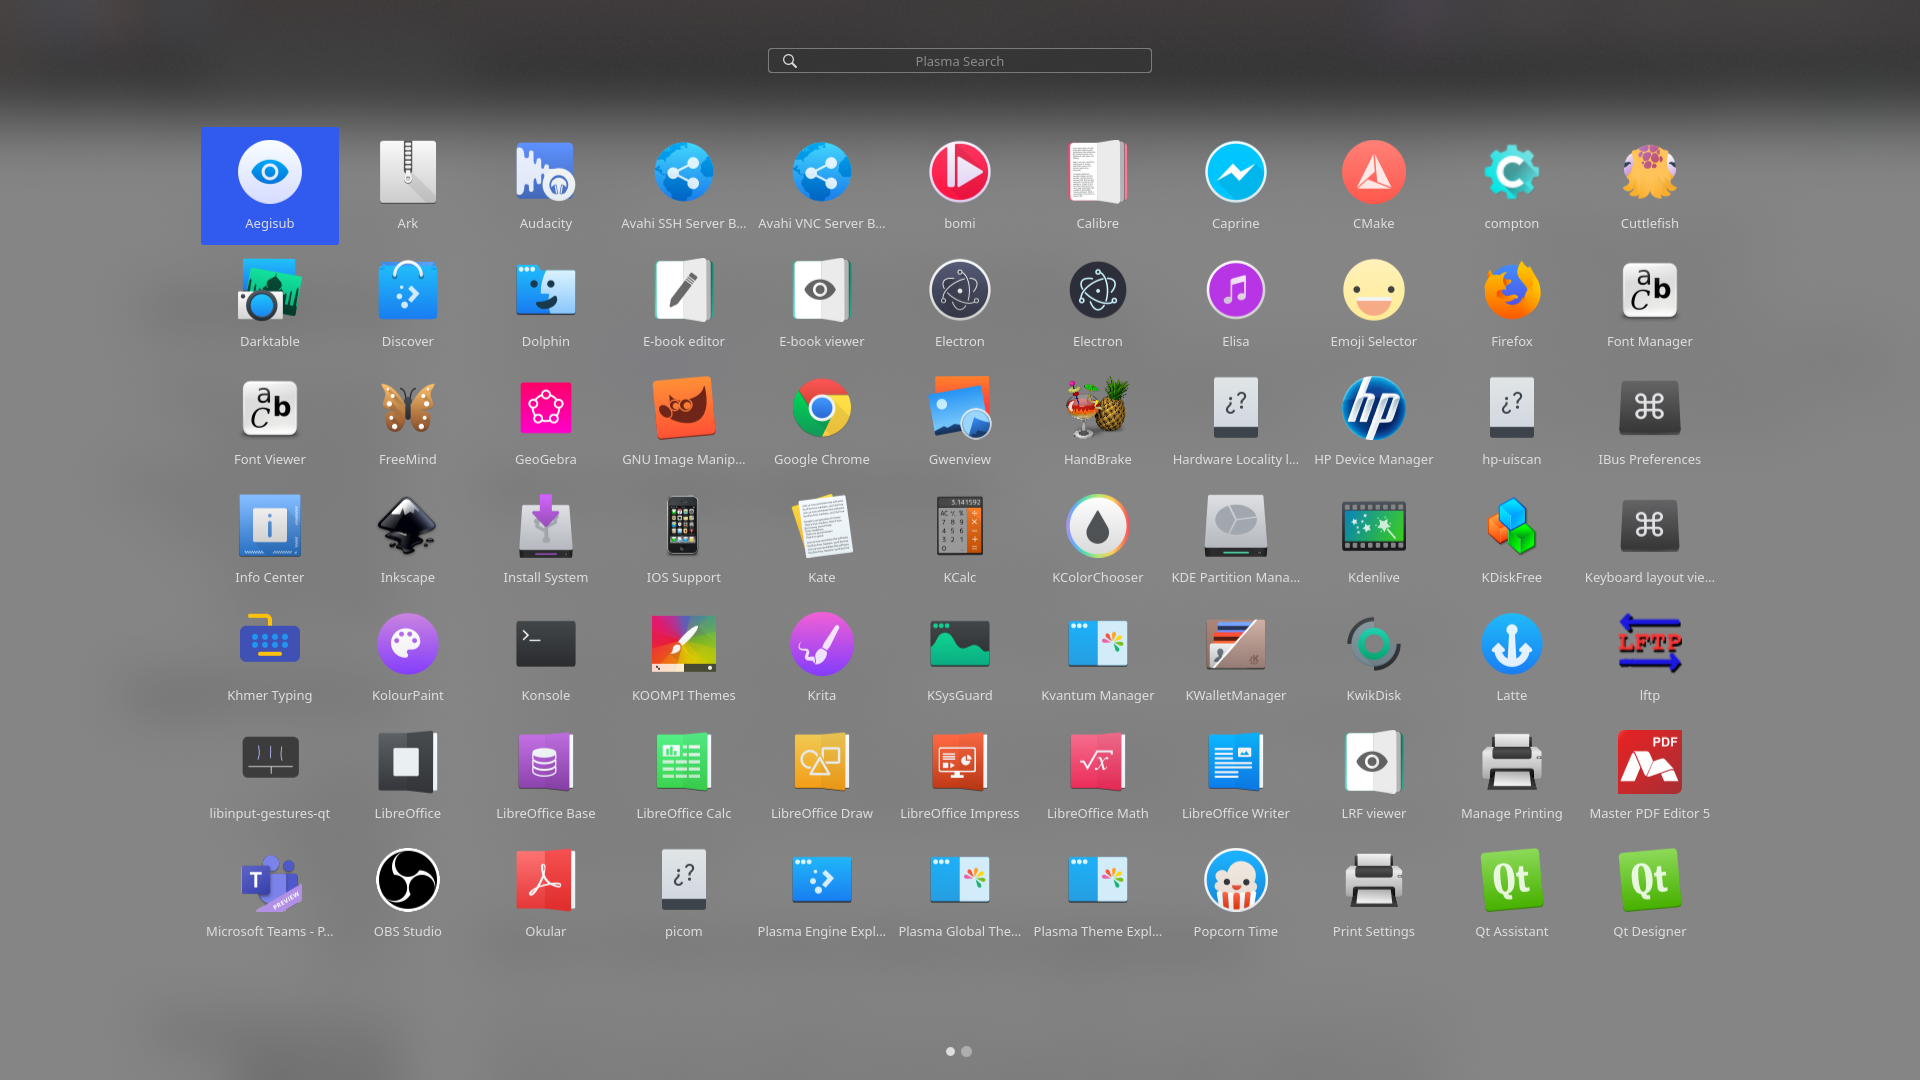 Plasma Search
Aegisub
Ark
Audacity
Avahi SSH Server B...
Avahi VNC Server B...
bomi
Calibre
Caprine
CMake
compton
Cuttlefish
Darktable
Discover
Dolphin
E-book editor
E-book viewer
Electron
Electron
Elisa
Emoji Selector
Firefox
Font Manager
Font Viewer
FreeMind
GeoGebra
GNU Image Manip...
Google Chrome
Gwenview
HandBrake
Hardware Locality l...
HP Device Manager
hp-uiscan
IBus Preferences
Info Center
Inkscape
Install System
IOS Support
Kate
KCalc
KColorChooser
KDE Partition Mana...
Kdenlive
KDiskFree
Keyboard layout vie...
Khmer Typing
KolourPaint
Konsole
KOOMPI Themes
Krita
KSysGuard
Kvantum Manager
KWalletManager
KwikDisk
Latte
LFTP
lftp
libinput-gestures-qt
LibreOffice
LibreOffice Base
LibreOffice Calc
LibreOffice Draw
LibreOffice Impress
LibreOffice Math
LibreOffice Writer
LRF viewer
Manage Printing
PDF
Master PDF Editor 5
T
PREVIEW
Microsoft Teams - P...
OBS Studio
Okular
¿?
picom
Plasma Engine Expl...
Plasma Global The...
Plasma Theme Expl...
Popcorn Time
Print Settings
Qt
Qt Assistant
Qt
Qt Designer